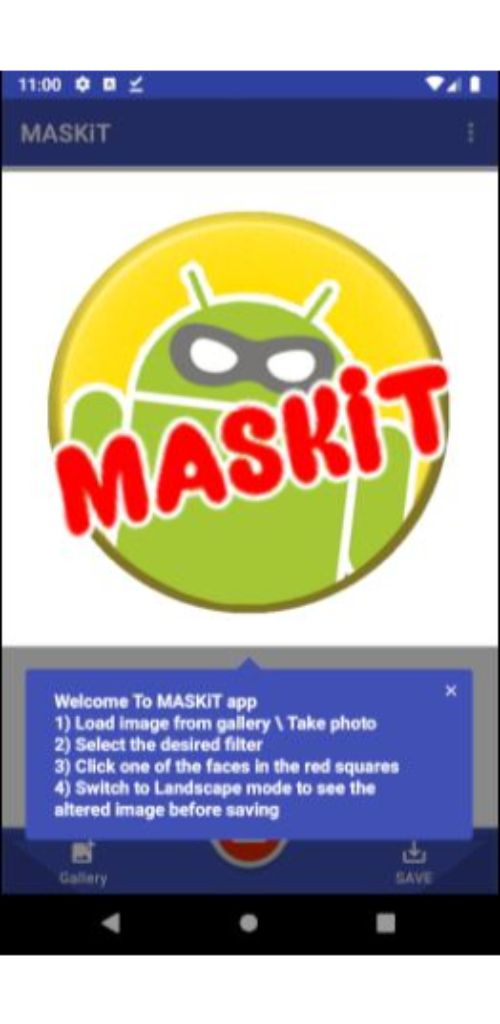 11:00
MASKiT
MASKiT
Welcome To MASKiT app
1) Load image from gallery \ Take photo
2) Select the desired filter
3) Click one of the faces in the red squares
4) Switch to Landscape mode to see the
altered image before saving
Gallery
SAVE